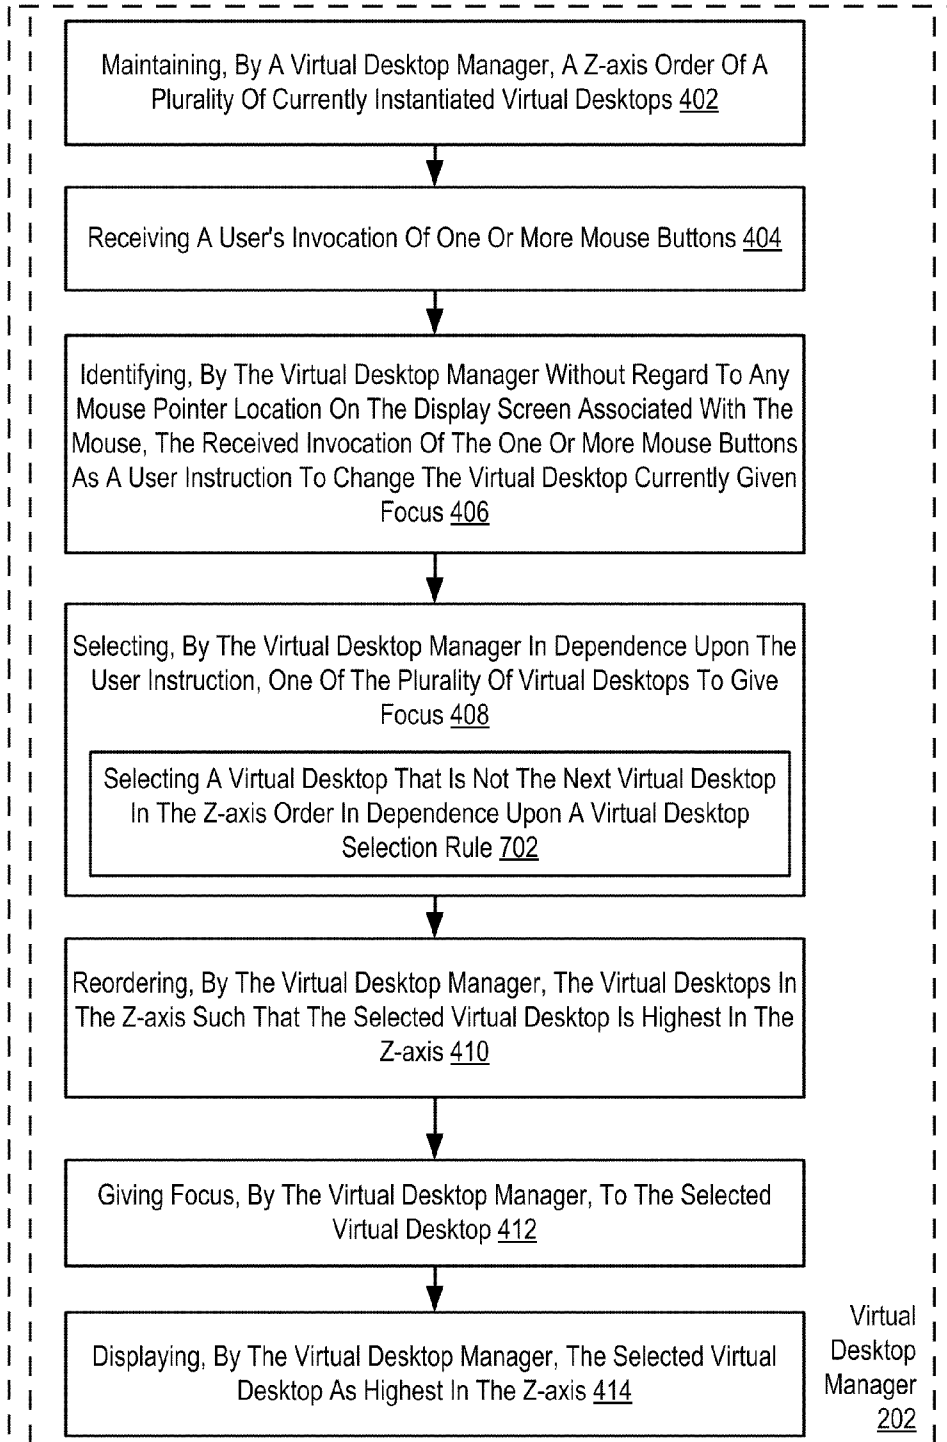 Maintaining, By A Virtual Desktop Manager, A Z-axis Order Of A
Plurality Of Currently Instantiated Virtual Desktops 402
Receiving A User's Invocation Of One Or More Mouse Buttons 404
Identifying, By The Virtual Desktop Manager Without Regard To Any
Mouse Pointer Location On The Display Screen Associated With The
Mouse, The Received Invocation Of The One Or More Mouse Buttons
As A User Instruction To Change The Virtual Desktop Currently Given
Focus 406
Selecting, By The Virtual Desktop Manager In Dependence Upon The
User Instruction, One Of The Plurality Of Virtual Desktops To Give
Focus 408
Selecting A Virtual Desktop That Is Not The Next Virtual Desktop
In The Z-axis Order In Dependence Upon A Virtual Desktop
Selection Rule 702
Reordering, By The Virtual Desktop Manager, The Virtual Desktops In
The Z-axis Such That The Selected Virtual Desktop Is Highest In The
Z-axis 410
Giving Focus, By The Virtual Desktop Manager, To The Selected
Virtual Desktop 412
Displaying, By The Virtual Desktop Manager, The Selected Virtual
Desktop As Highest In The Z-axis 414
Virtual
Desktop
Manager
202